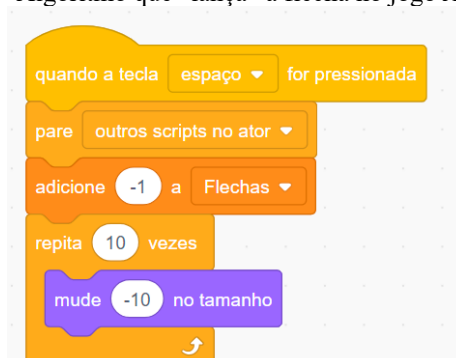 quando a tecla espaço for pressionada
pare outros scripts no ator
adicione -1 a Flechas
repita 10 vezes
mude -10 no tamanho